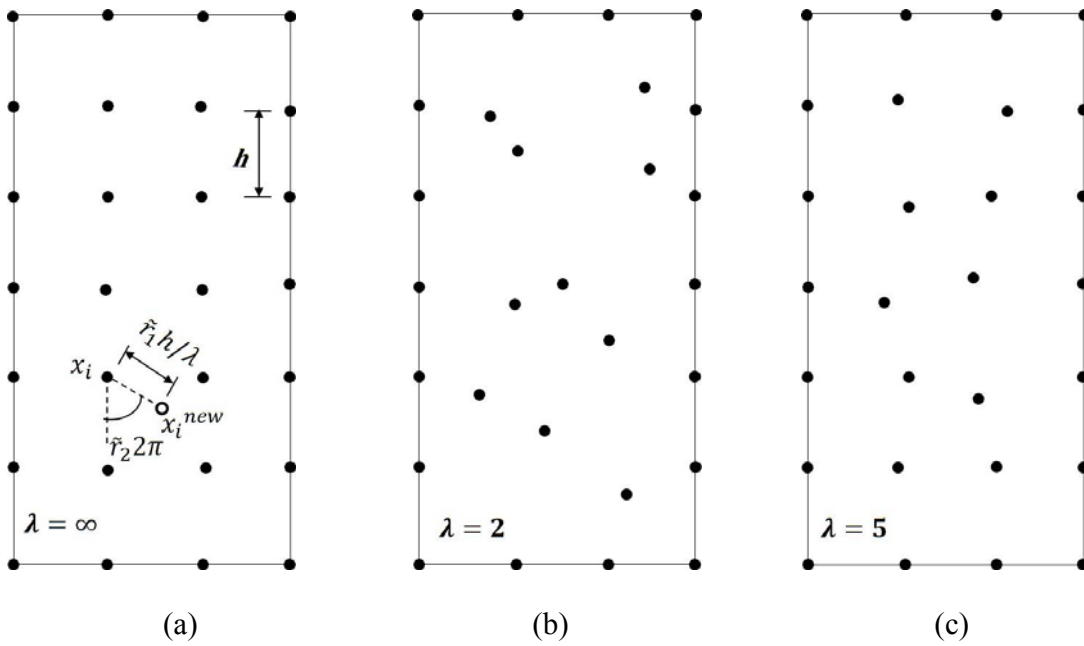 h
r̃₁h/λ
xᵢ
xᵢⁿᵉʷ
r̃₂2π
λ = ∞
λ = 2
λ = 5
(a)
(b)
(c)